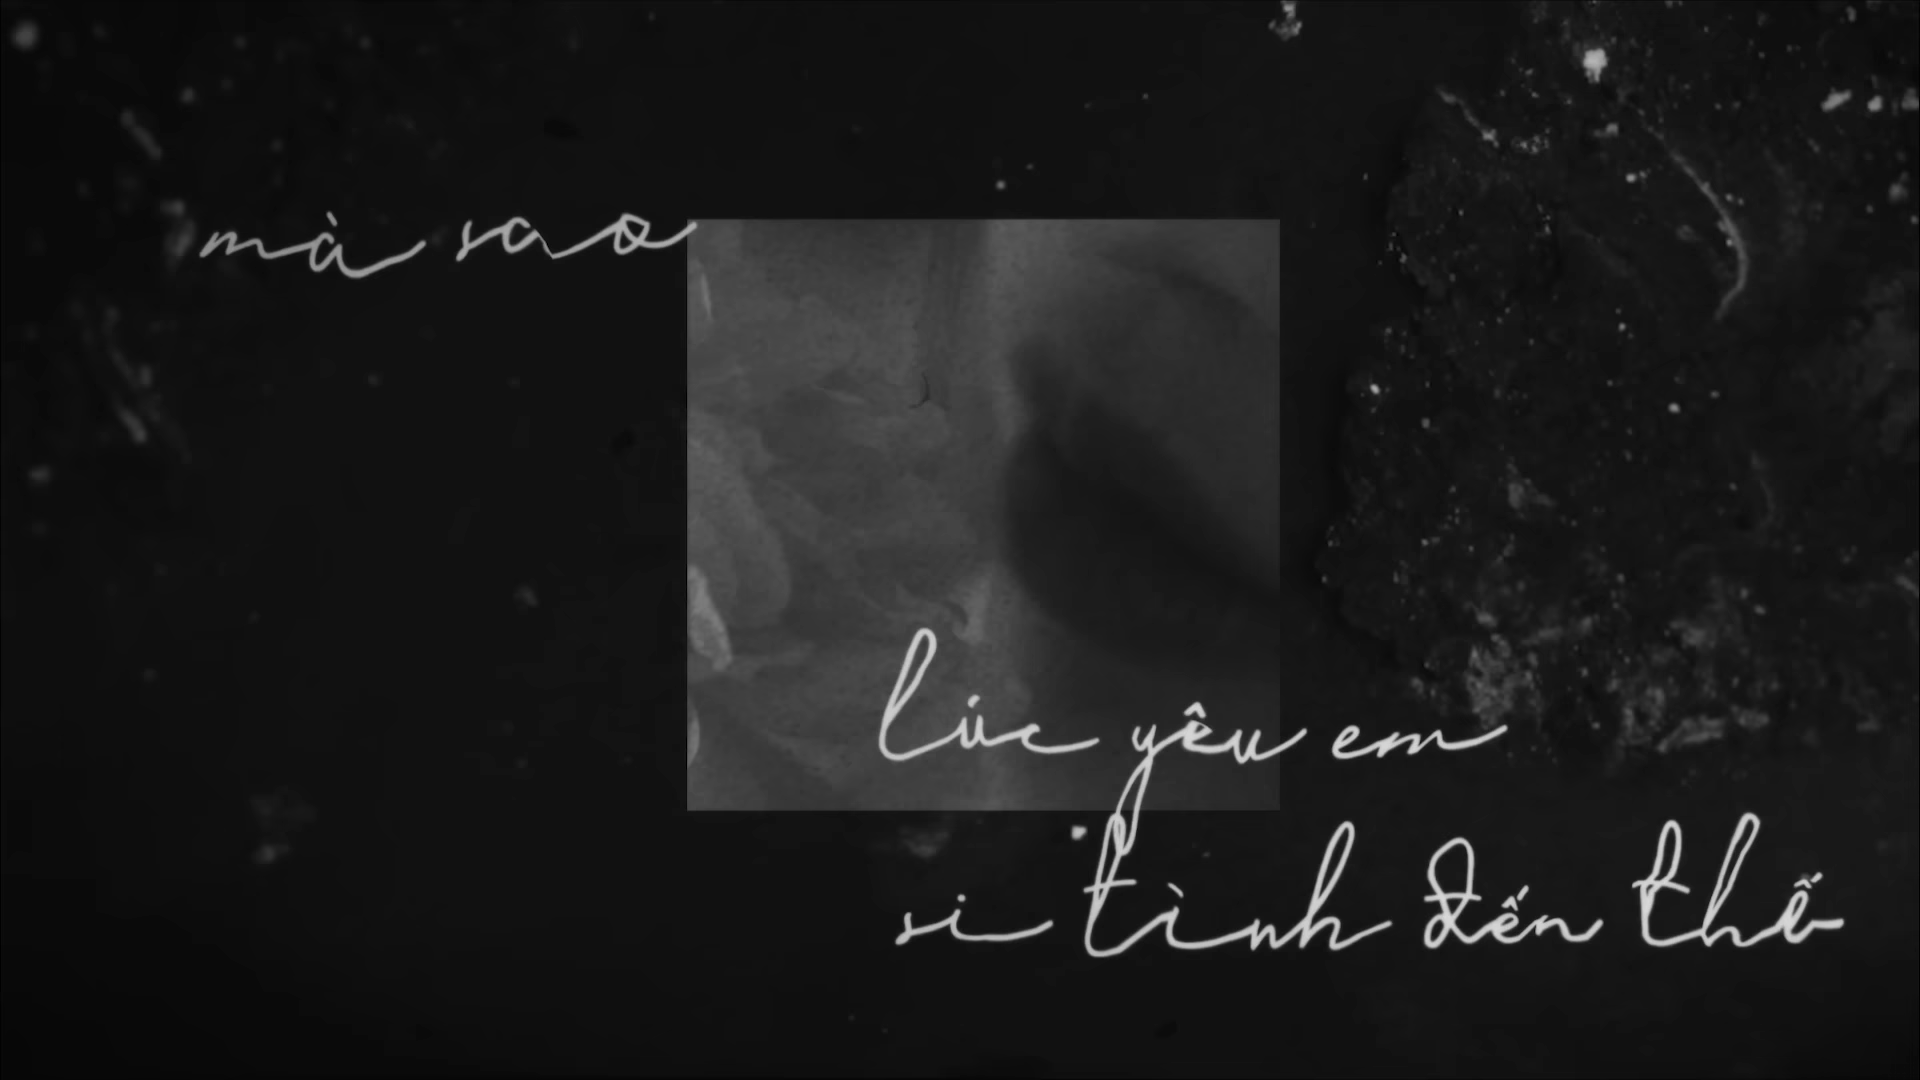 mà sao
lúc yêu em
si tình đến thế